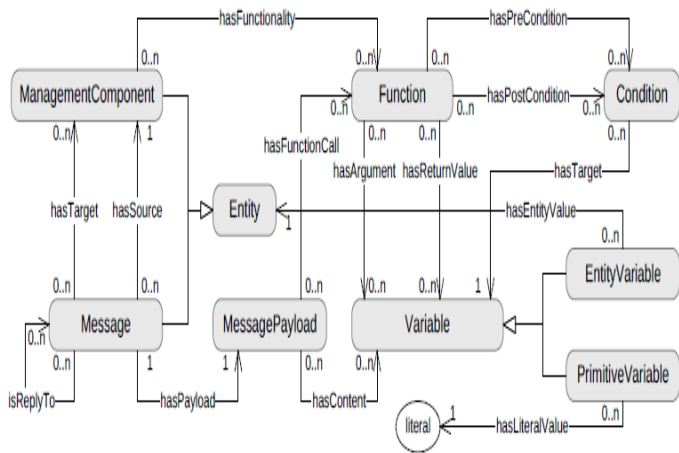 hasFunctionality
hasPreCondition
0..n
0..n
0..n
0..n
ManagementComponent
Function
Condition
0..n
hasPostCondition
0..n
0..n
0..n
1
0..n
0..n
0..n
hasFunctionCall
hasArgument
hasReturnValue
hasTarget
hasTarget
hasSource
Entity
1
hasEntityValue
0..n
EntityVariable
0..n
0..n
0..n
0..n
0..n
1
Message
MessagePayload
Variable
0..n
0..n
1
1
0..n
0..n
PrimitiveVariable
isReplyTo
hasPayload
hasContent
0..n
literal
1
hasLiteralValue